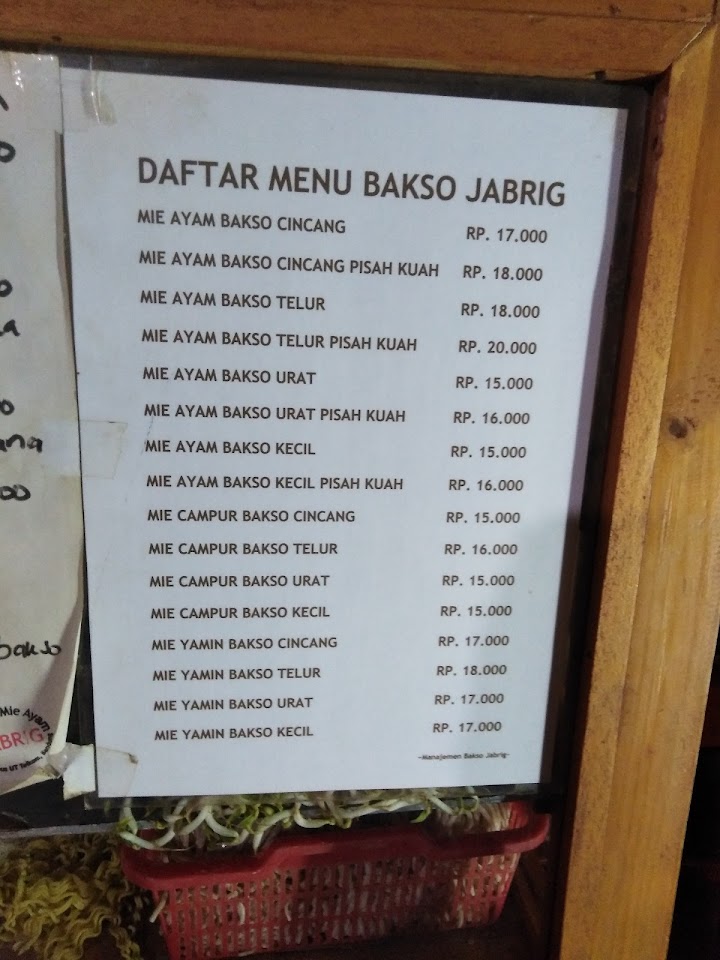 DAFTAR MENU BAKSO JABRIG
MIE AYAM BAKSO CINCANG RP. 17.000
MIE AYAM BAKSO CINCANG PISAH KUAH RP. 18.000
MIE AYAM BAKSO TELUR RP. 18.000
MIE AYAM BAKSO TELUR PISAH KUAH RP. 20.000
MIE AYAM BAKSO URAT RP. 15.000
MIE AYAM BAKSO URAT PISAH KUAH RP. 16.000
MIE AYAM BAKSO KECIL RP. 15.000
MIE AYAM BAKSO KECIL PISAH KUAH RP. 16.000
MIE CAMPUR BAKSO CINCANG RP. 15.000
MIE CAMPUR BAKSO TELUR RP. 16.000
MIE CAMPUR BAKSO URAT RP. 15.000
MIE CAMPUR BAKSO KECIL RP. 15.000
MIE YAMIN BAKSO CINCANG RP. 17.000
MIE YAMIN BAKSO TELUR RP. 18.000
MIE YAMIN BAKSO URAT RP. 17.000
MIE YAMIN BAKSO KECIL RP. 17.000
~Manajemen Bakso Jabrig~
bakso
Mie Ayam